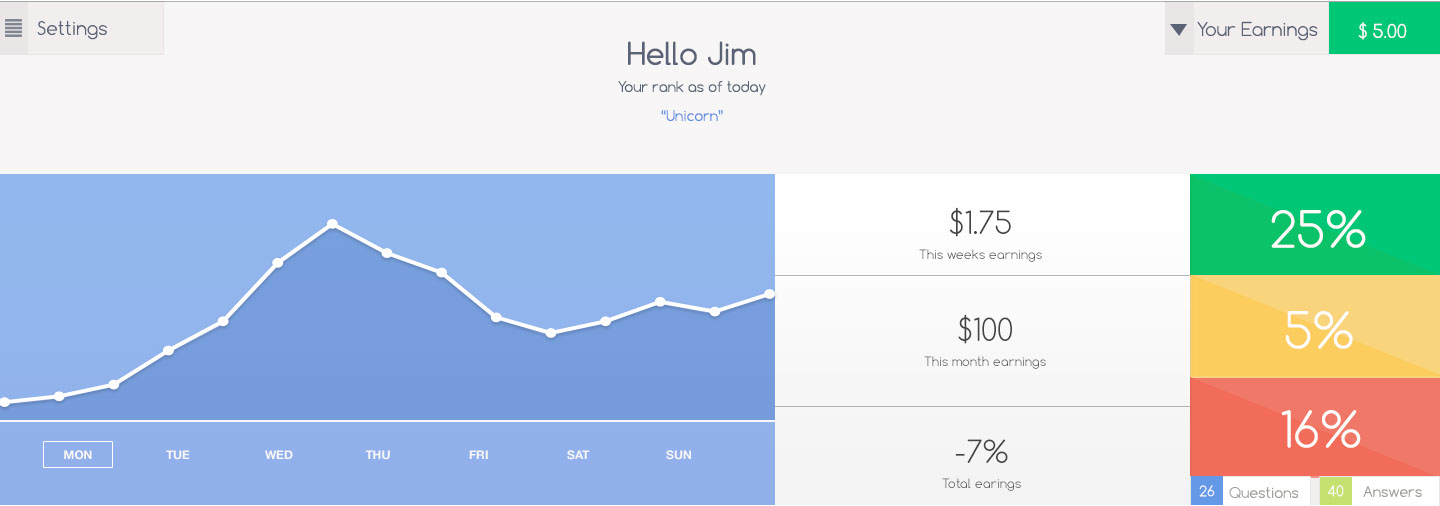 Settings
Your Earnings
$ 5.00
Hello Jim
Your rank as of today
“Unicorn”
$1.75
This weeks earnings
25%
$100
This month earnings
5%
-7%
Total earings
16%
MON TUE WED THU FRI SAT SUN
26 Questions
40 Answers